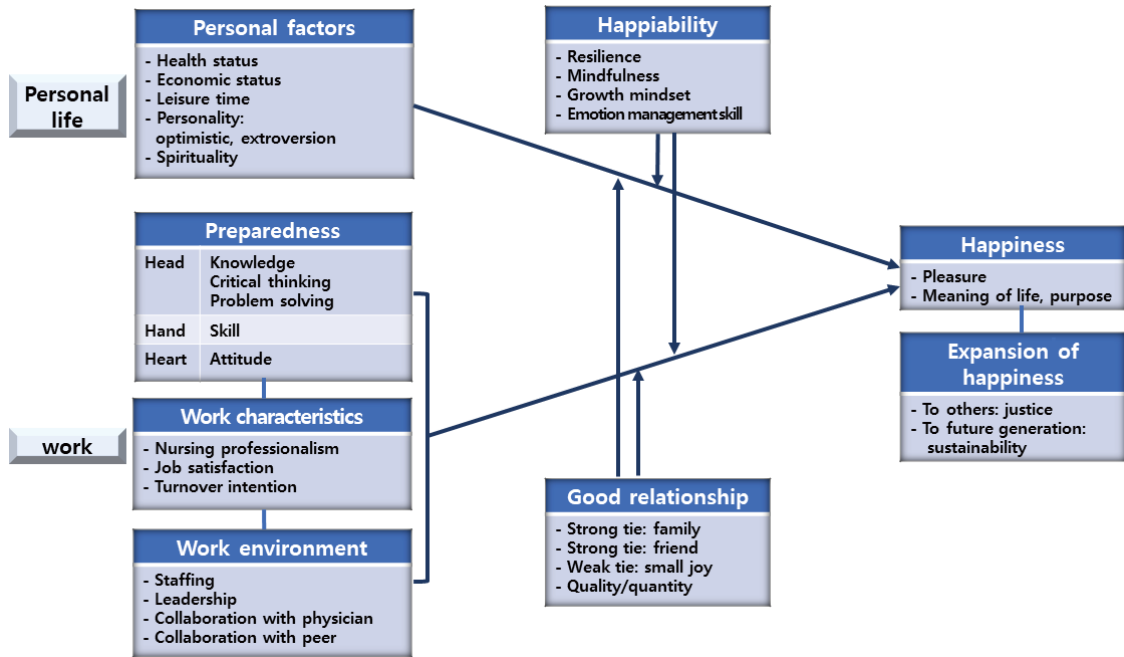 Personal life
Personal factors
- Health status
- Economic status
- Leisure time
- Personality:
optimistic, extroversion
- Spirituality
Happiability
- Resilience
- Mindfulness
- Growth mindset
- Emotion management skill
work
Preparedness
Head Knowledge
Critical thinking
Problem solving
Hand Skill
Heart Attitude
Work characteristics
- Nursing professionalism
- Job satisfaction
- Turnover intention
Work environment
- Staffing
- Leadership
- Collaboration with physician
- Collaboration with peer
Good relationship
- Strong tie: family
- Strong tie: friend
- Weak tie: small joy
- Quality/quantity
Happiness
- Pleasure
- Meaning of life, purpose
Expansion of
happiness
- To others: justice
- To future generation:
sustainability